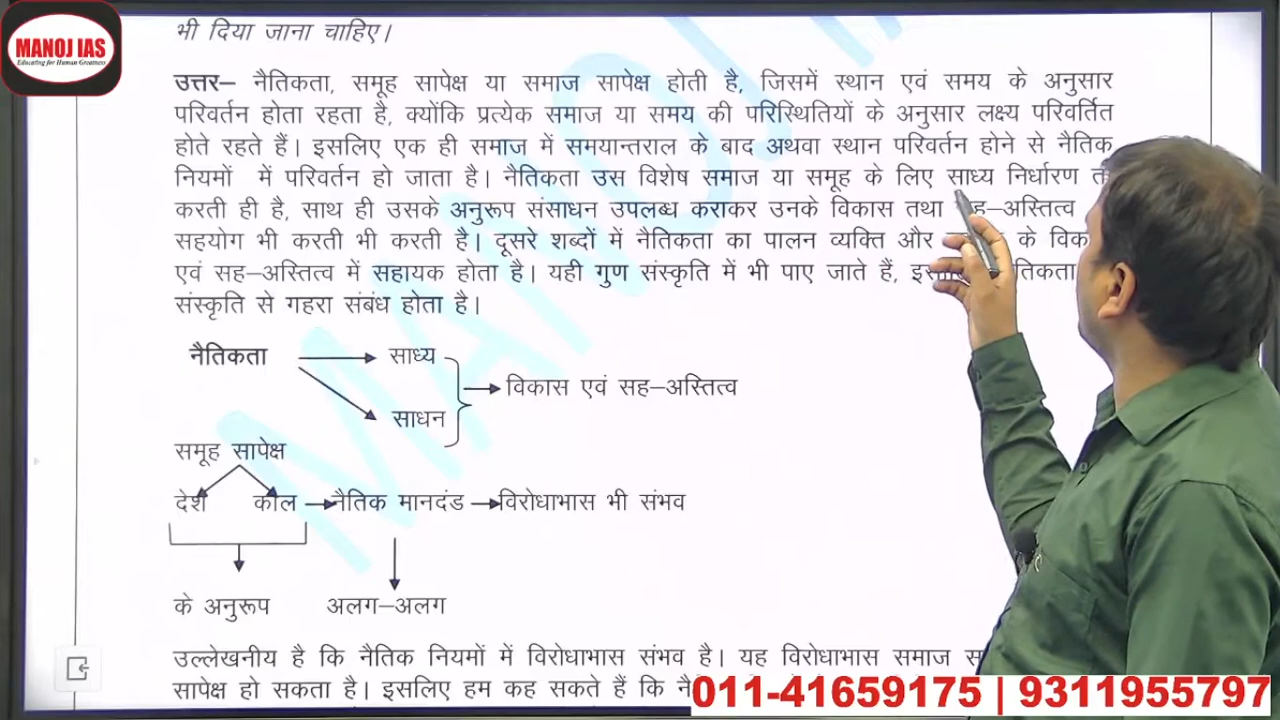 MANOJ IAS
Educating for Human Greatness
भी दिया जाना चाहिए।
उत्तर– नैतिकता, समूह सापेक्ष या समाज सापेक्ष होती है, जिसमें स्थान एवं समय के अनुसार
परिवर्तन होता रहता है, क्योंकि प्रत्येक समाज या समय की परिस्थितियों के अनुसार लक्ष्य परिवर्तित
होते रहते हैं। इसलिए एक ही समाज में समयान्तराल के बाद अथवा स्थान परिवर्तन होने से नैतिक
नियमों में परिवर्तन हो जाता है। नैतिकता उस विशेष समाज या समूह के लिए साध्य निर्धारण
करती ही है, साथ ही उसके अनुरूप संसाधन उपलब्ध कराकर उनके विकास तथा सह–अस्तित्व
सहयोग भी करती भी करती है। दूसरे शब्दों में नैतिकता का पालन व्यक्ति और के
एवं सह–अस्तित्व में सहायक होता है। यही गुण संस्कृति में भी पाए जाते हैं,
संस्कृति से गहरा संबंध होता है।
नैतिकता साध्य
विकास एवं सह–अस्तित्व
साधन
समूह सापेक्ष
देश काल नैतिक मानदंड विरोधाभास भी संभव
के अनुरूप अलग–अलग
उल्लेखनीय है कि नैतिक नियमों में विरोधाभास संभव है। यह विरोधाभास समाज
सापेक्ष हो सकता है। इसलिए हम कह सकते हैं कि
011-41659175 | 9311955797